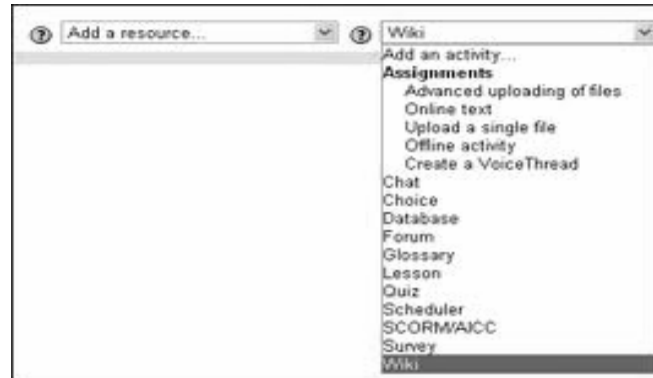 Add a resource... Wiki
Add an activity...
Assignments
Advanced uploading of files
Online text
Upload a single file
Offline activity
Create a VoiceThread
Chat
Choice
Database
Forum
Glossary
Lesson
Quiz
Scheduler
SCORM/AICC
Survey
Wiki